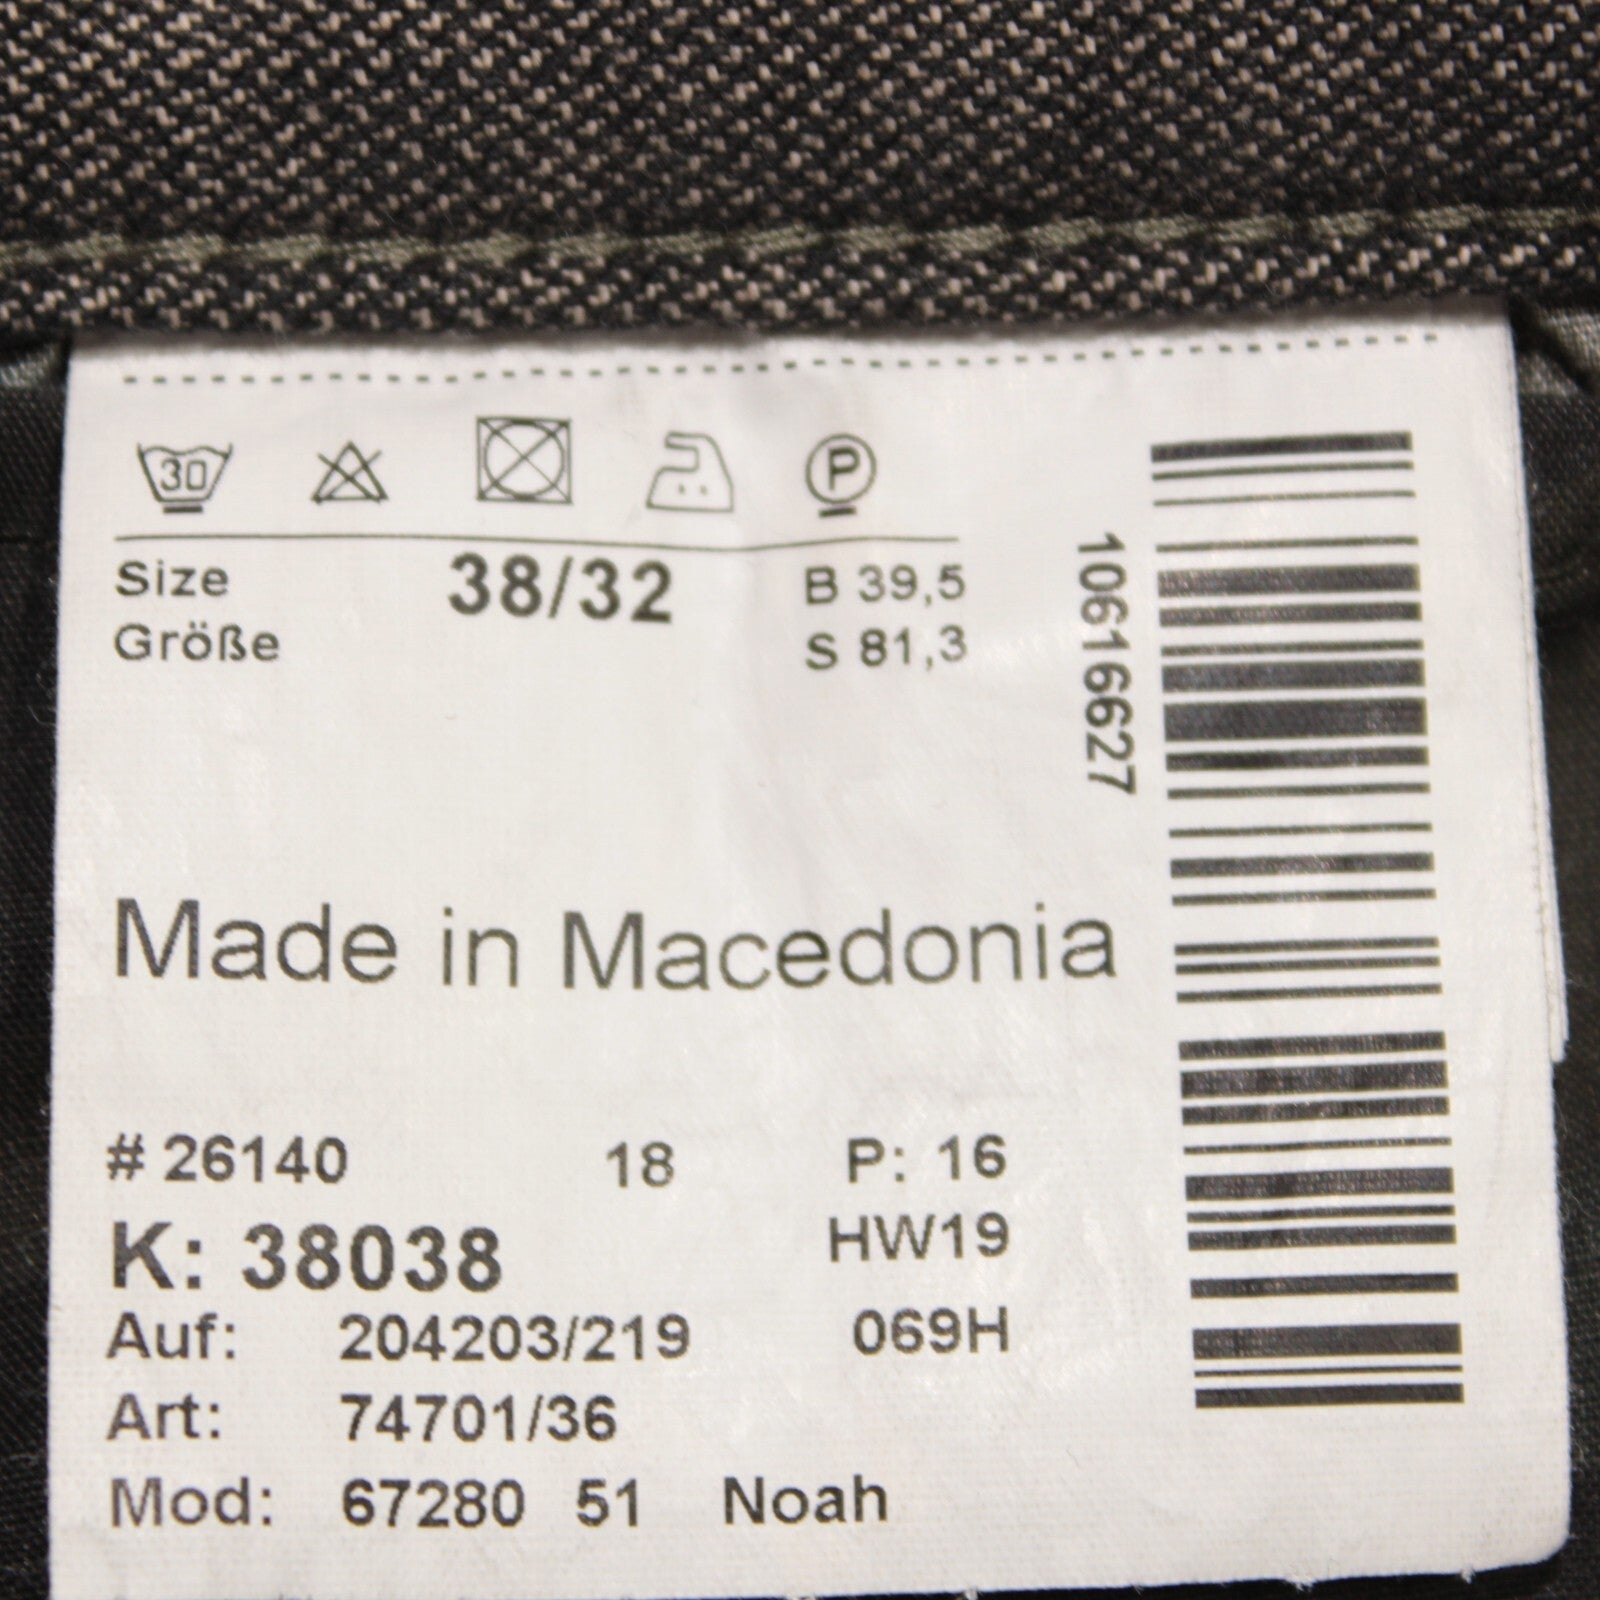 30
P
Size 38/32 B 39,5
Größe S 81,3
10616627
Made in Macedonia
# 26140 18 P: 16
K: 38038 HW19
Auf: 204203/219 069H
Art: 74701/36
Mod: 67280 51 Noah